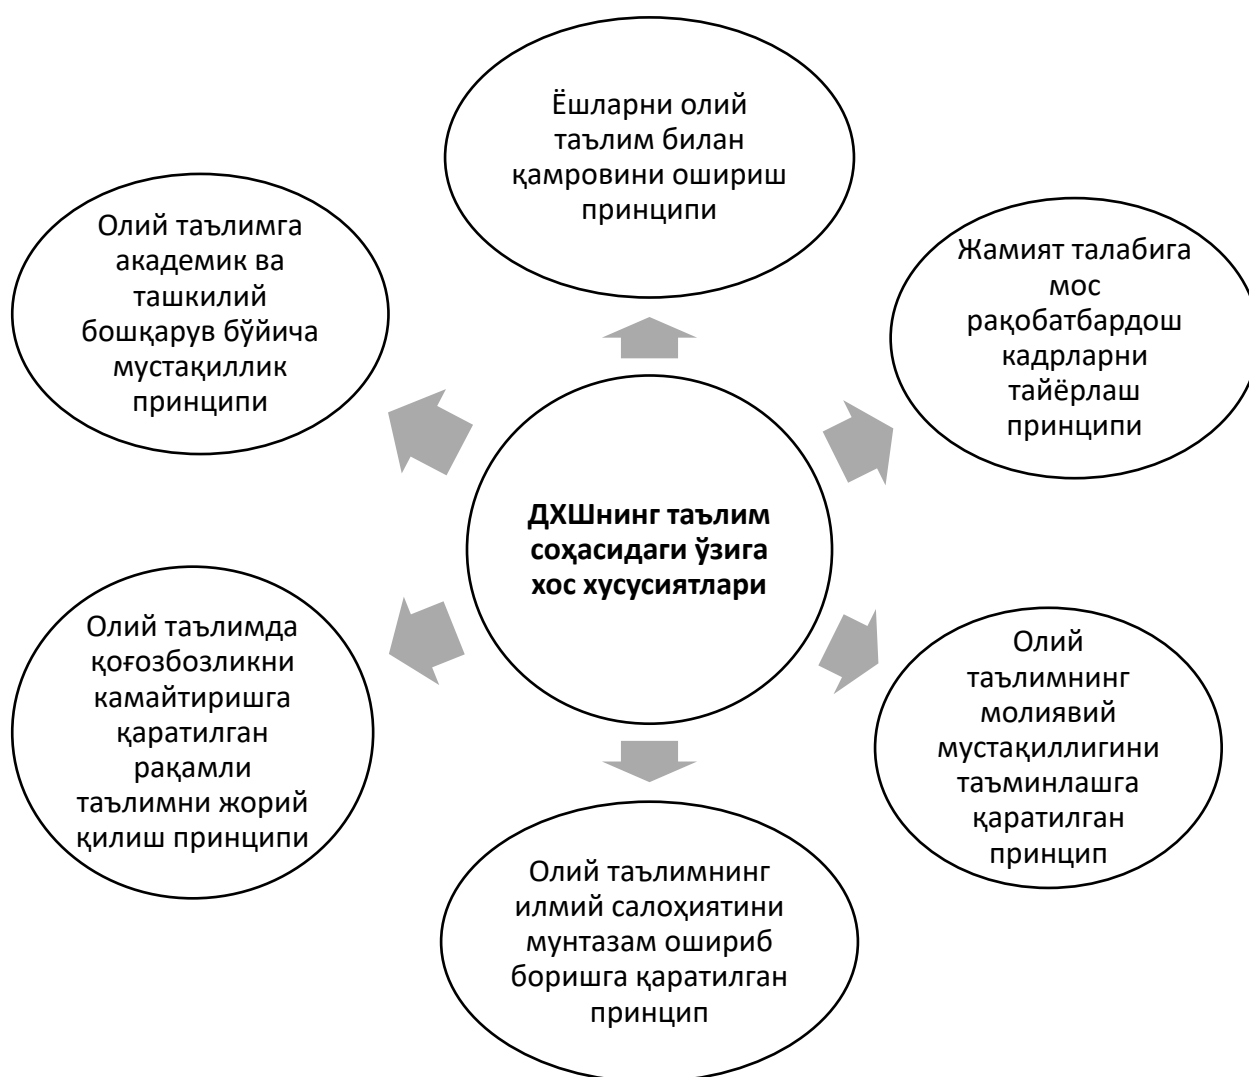 Ёшларни олий
таълим билан
қамровини ошириш
принципи
Олий таълимга
академик ва
ташкилий
бошқарув бўйича
мустақиллик
принципи
Жамият талабига
мос
рақобатбардош
кадрларни
тайёрлаш
принципи
ДХШнинг таълим
соҳасидаги ўзига
хос хусусиятлари
Олий таълимда
қоғозбозликни
камайтиришга
қаратилган
рақамли
таълимни жорий
қилиш принципи
Олий
таълимнинг
молиявий
мустақиллигини
таъминлашга
қаратилган
принцип
Олий таълимнинг
илмий салоҳиятини
мунтазам ошириб
боришга қаратилган
принцип